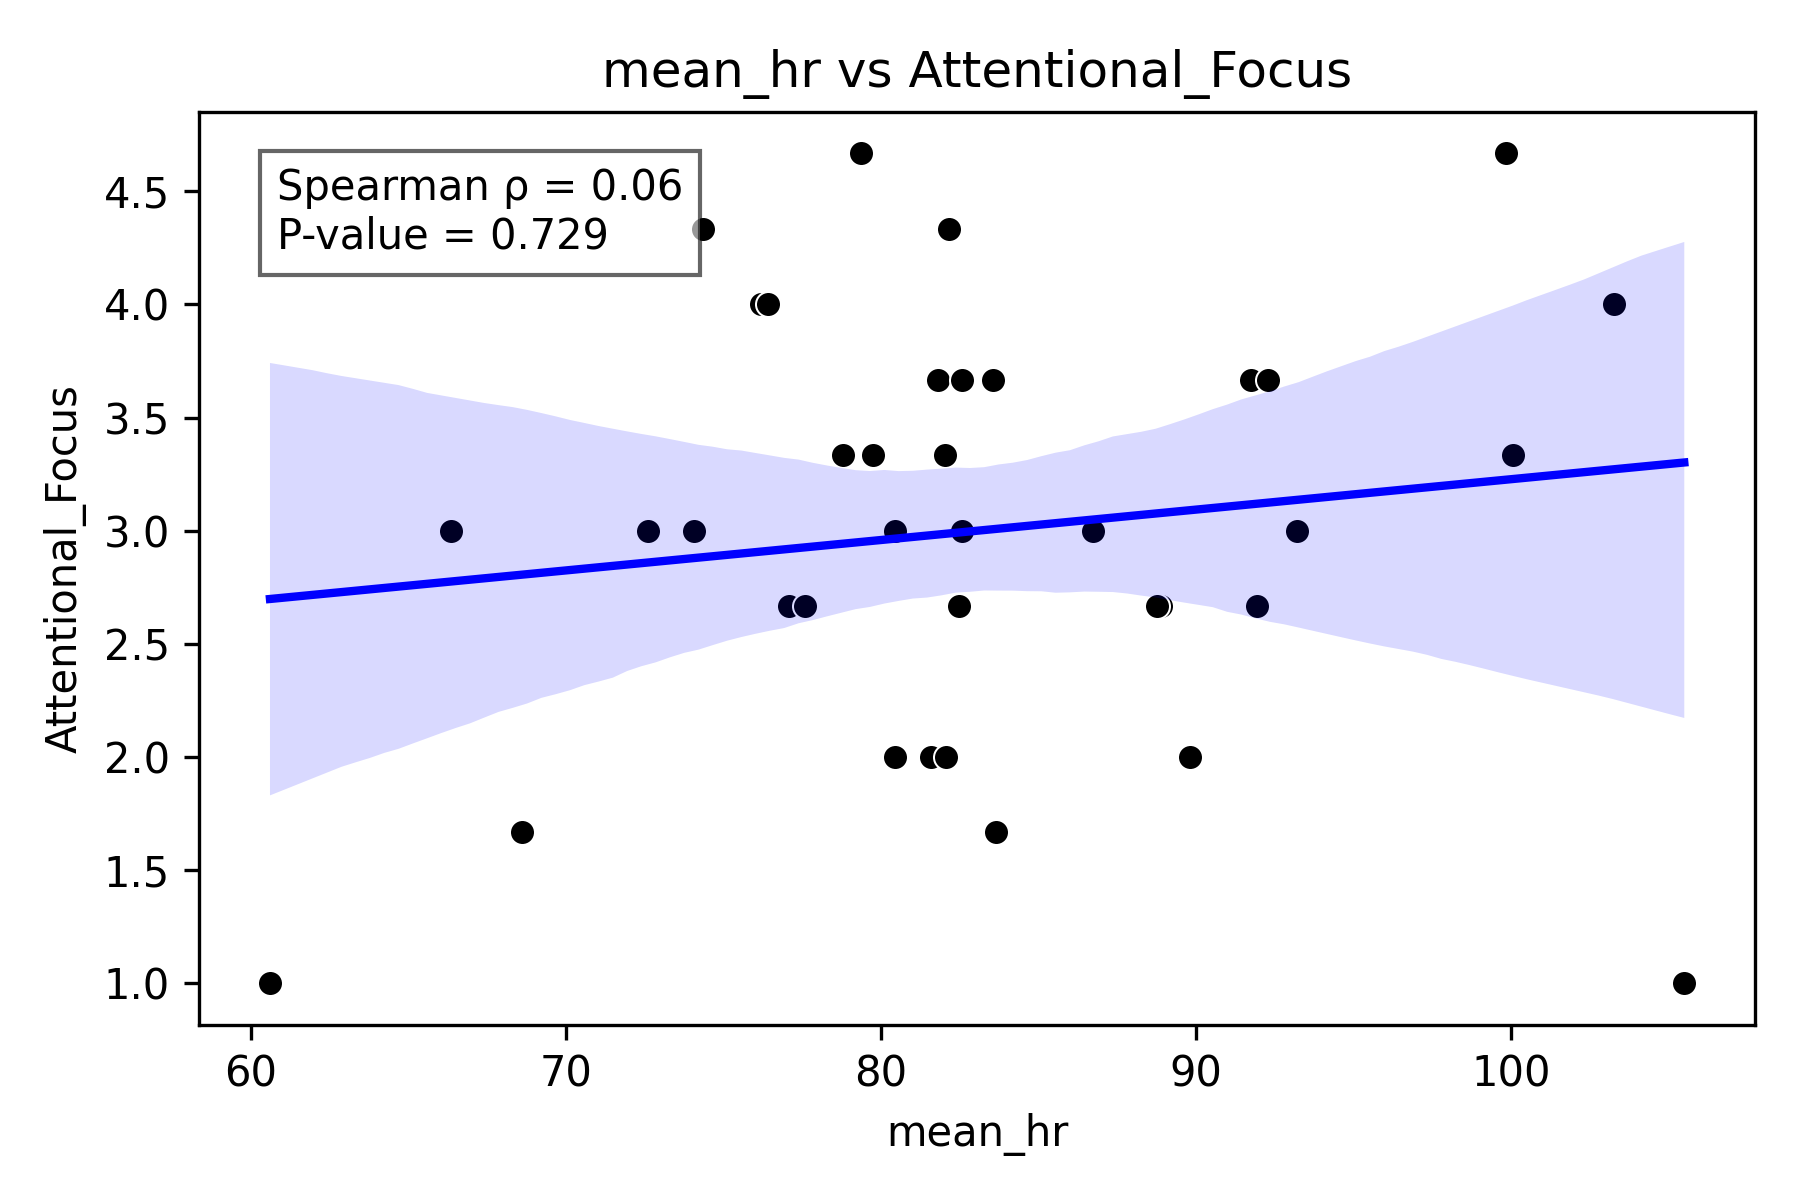 mean_hr vs Attentional_Focus
Spearman ρ = 0.06
P-value = 0.729
Attentional_Focus
4.5
4.0
3.5
3.0
2.5
2.0
1.5
1.0
60 70 80 90 100
mean_hr